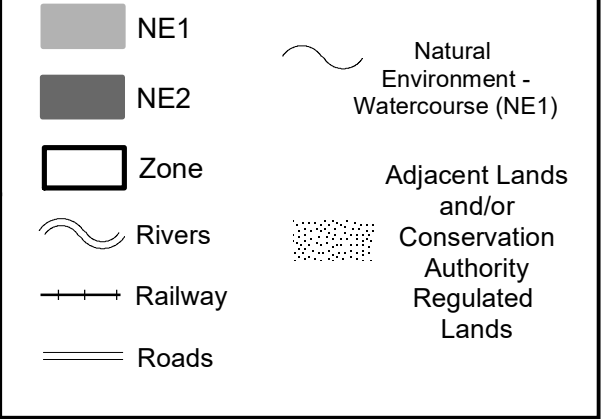 NE1
NE2
Zone
Rivers
Railway
Roads
Natural
Environment -
Watercourse (NE1)
Adjacent Lands
and/or
Conservation
Authority
Regulated
Lands